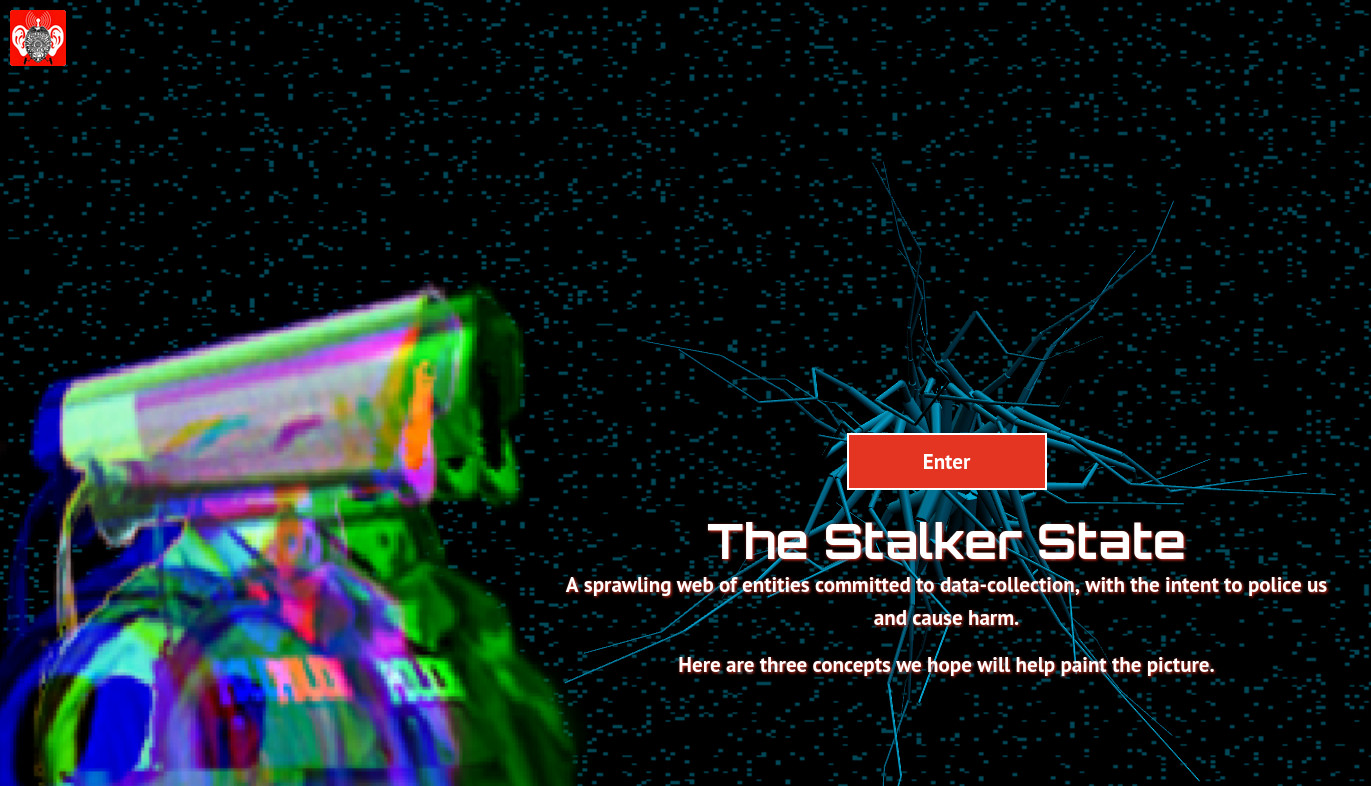 Enter
The Stalker State
A sprawling web of entities committed to data-collection, with the intent to police us
and cause harm.
Here are three concepts we hope will help paint the picture.